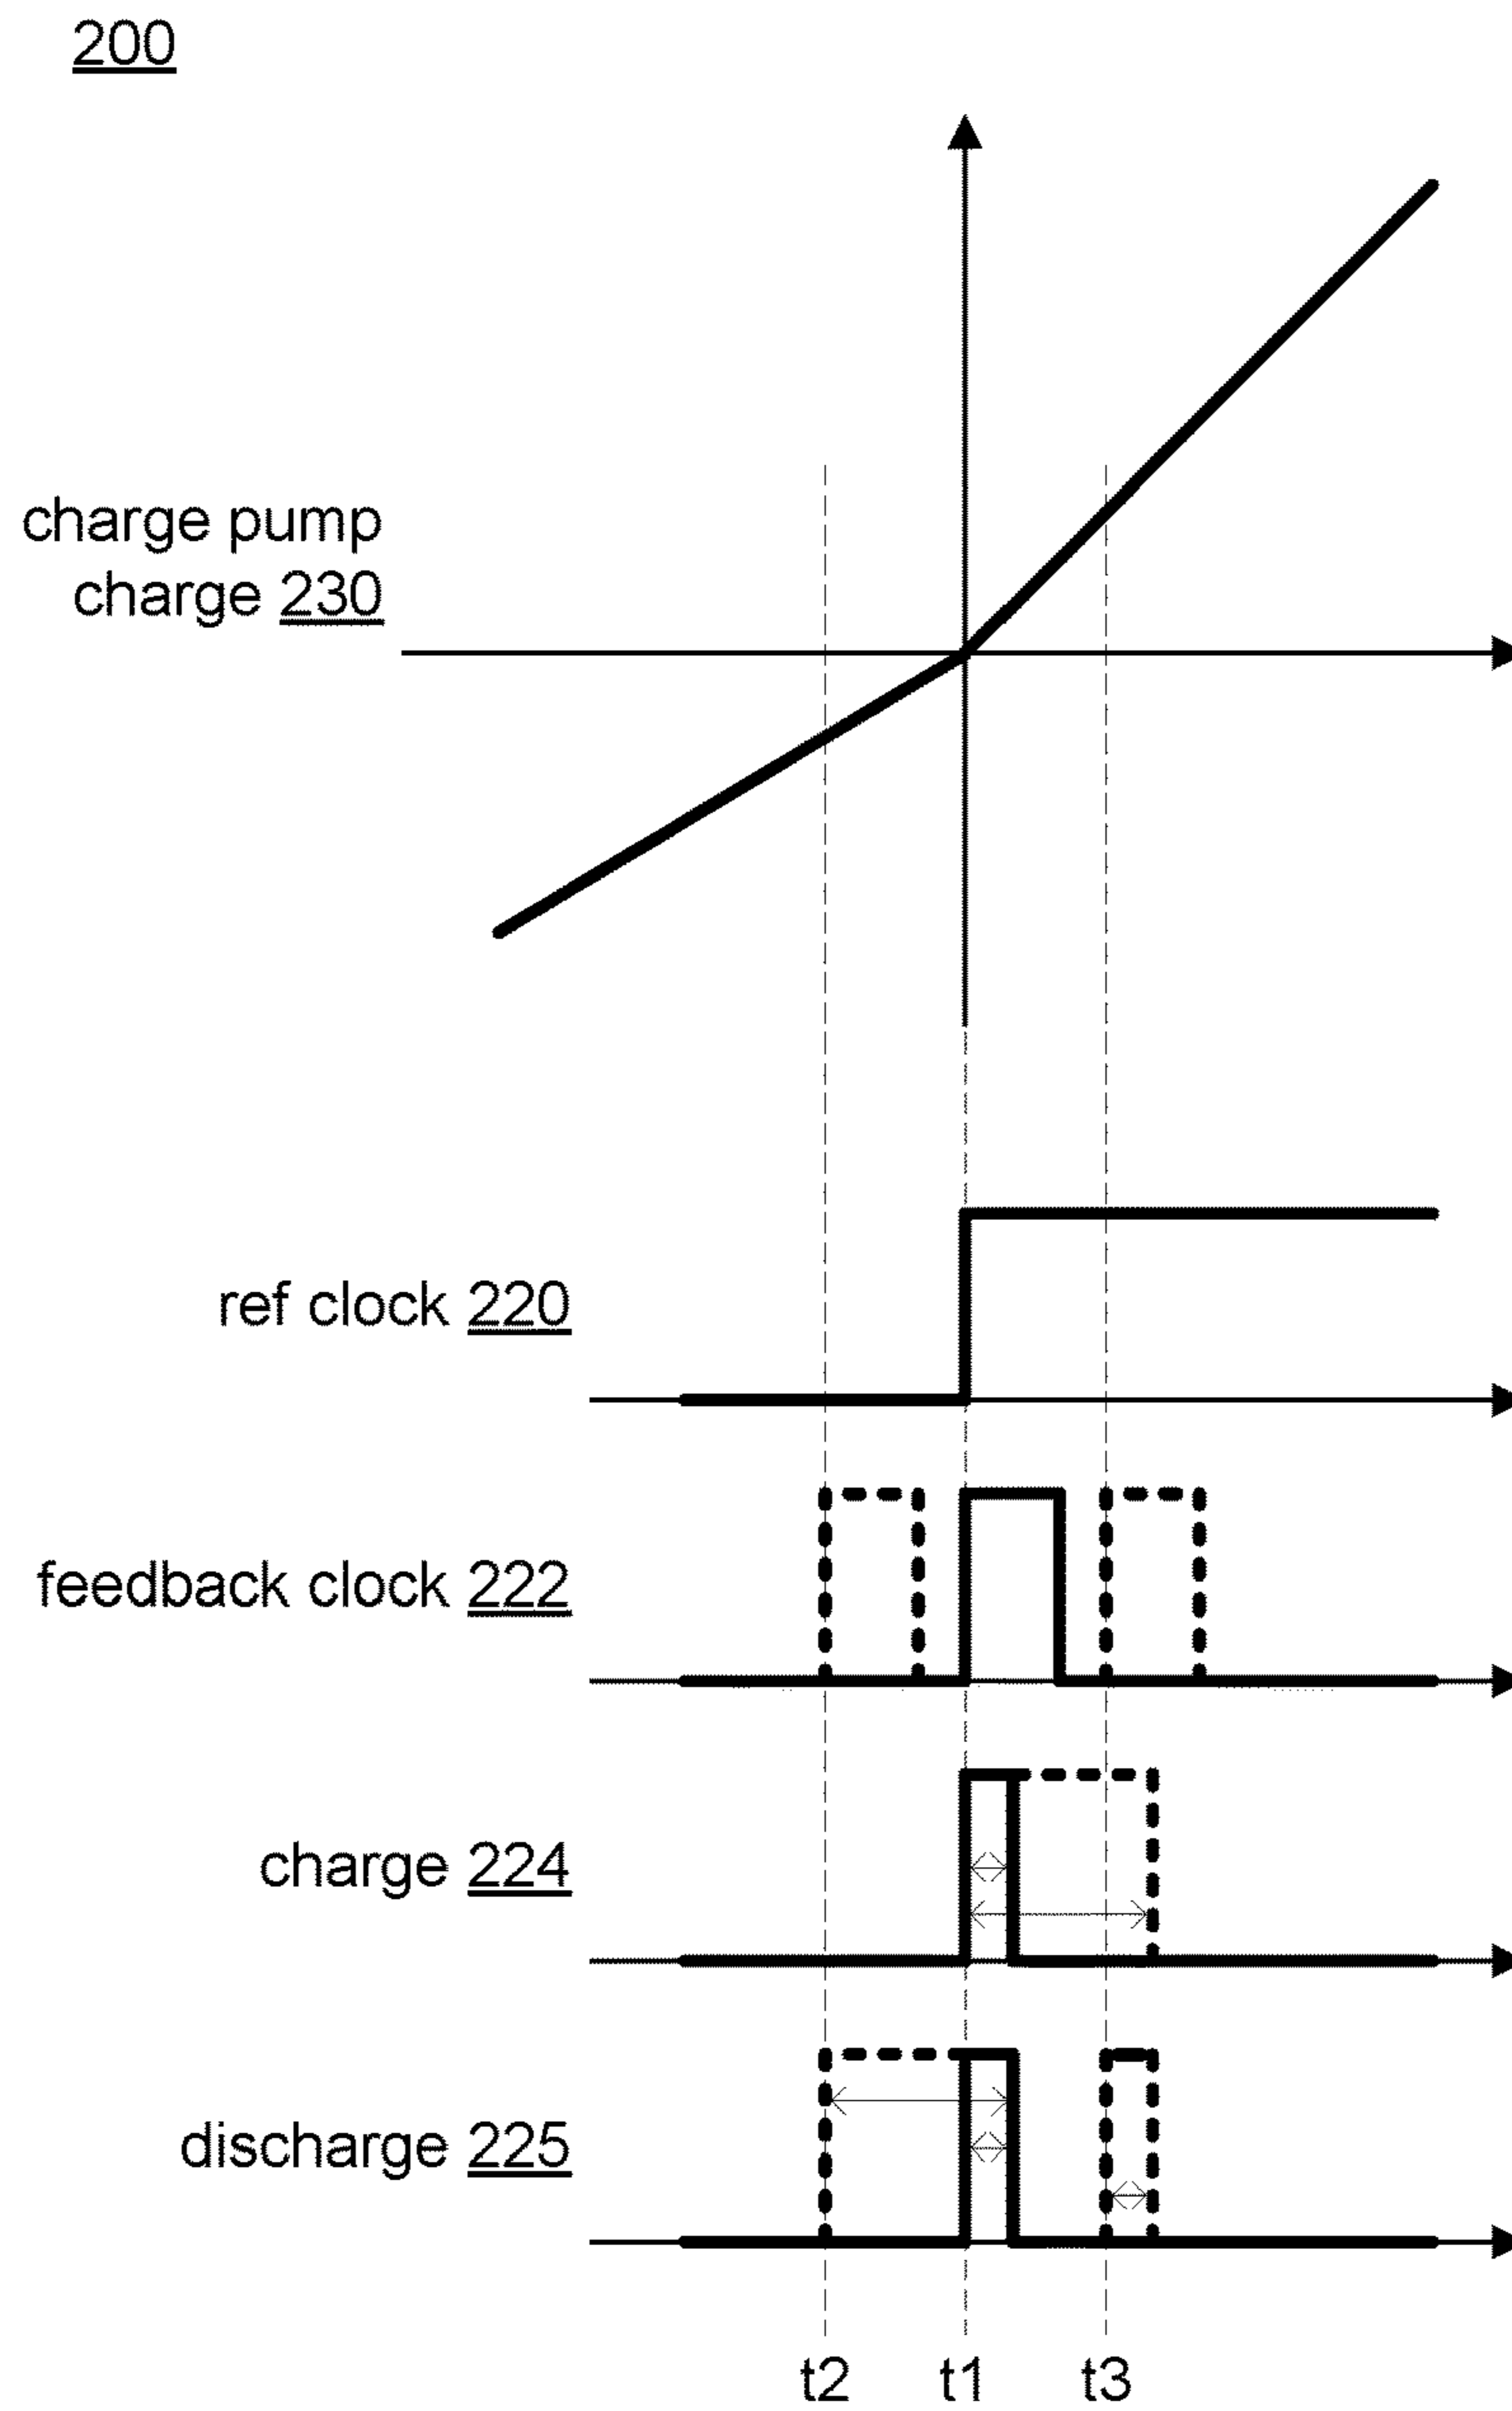 200
charge pump
charge 230
ref clock 220
feedback clock 222
charge 224
discharge 225
t2 t1 t3